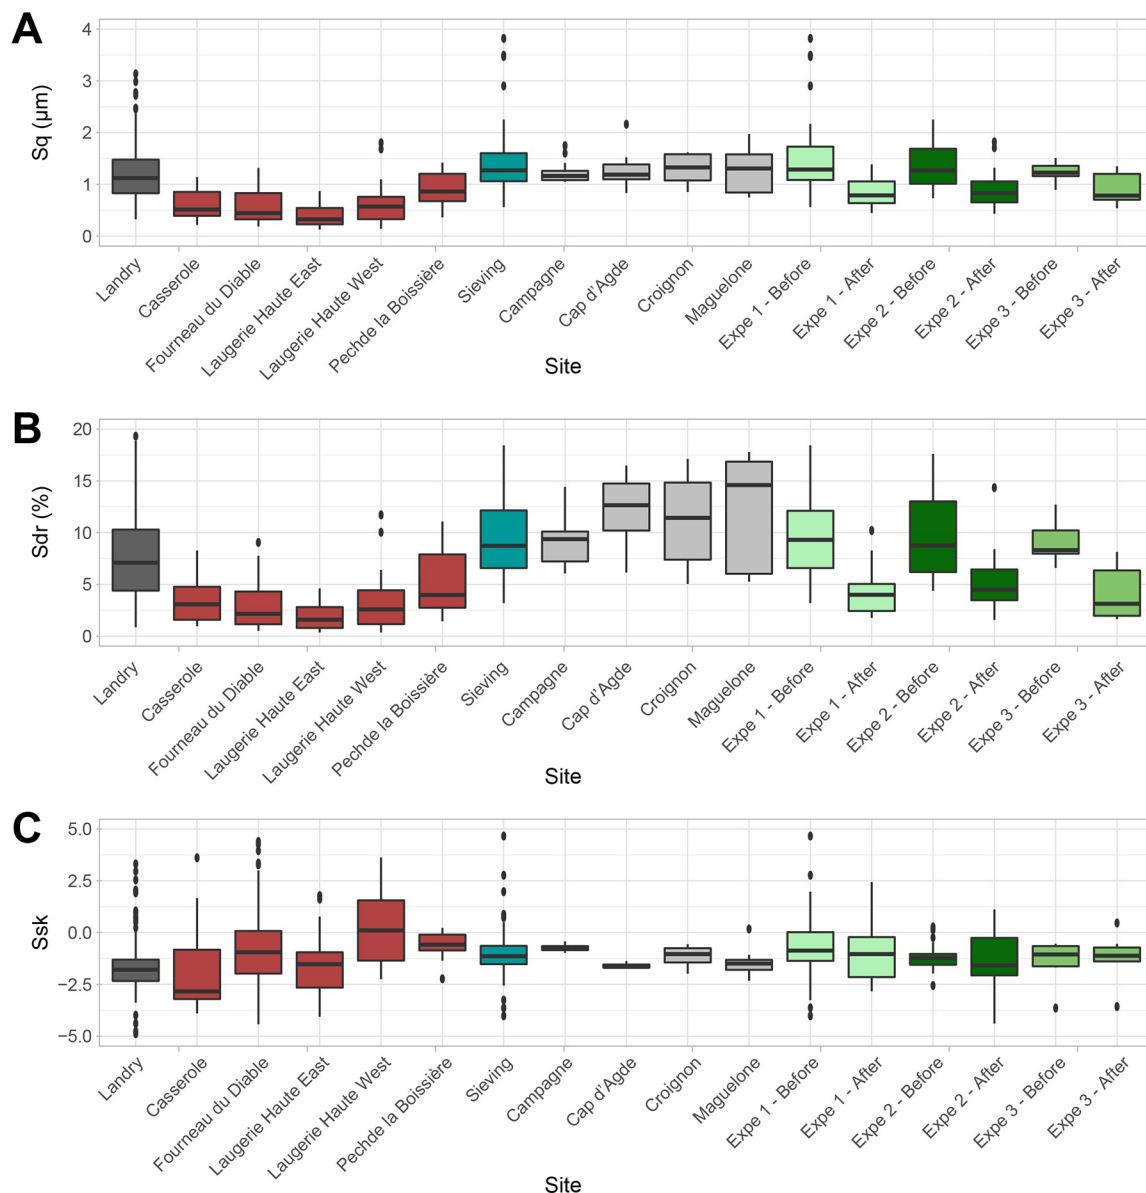 A
Sq (μm)
4
3
2
1
0
Landry
Casserole
Fourneau du Diable
Laugerie Haute East
Laugerie Haute West
Pechde la Boissière
Sieving
Campagne
Cap d'Agde
Croignon
Maguelone
Expe 1 - Before
Expe 1 - After
Expe 2 - Before
Expe 2 - After
Expe 3 - Before
Expe 3 - After
Site
B
Sdr (%)
20
15
10
5
0
Landry
Casserole
Fourneau du Diable
Laugerie Haute East
Laugerie Haute West
Pechde la Boissière
Sieving
Campagne
Cap d'Agde
Croignon
Maguelone
Expe 1 - Before
Expe 1 - After
Expe 2 - Before
Expe 2 - After
Expe 3 - Before
Expe 3 - After
Site
C
Ssk
5.0
2.5
0.0
−2.5
−5.0
Landry
Casserole
Fourneau du Diable
Laugerie Haute East
Laugerie Haute West
Pechde la Boissière
Sieving
Campagne
Cap d'Agde
Croignon
Maguelone
Expe 1 - Before
Expe 1 - After
Expe 2 - Before
Expe 2 - After
Expe 3 - Before
Expe 3 - After
Site